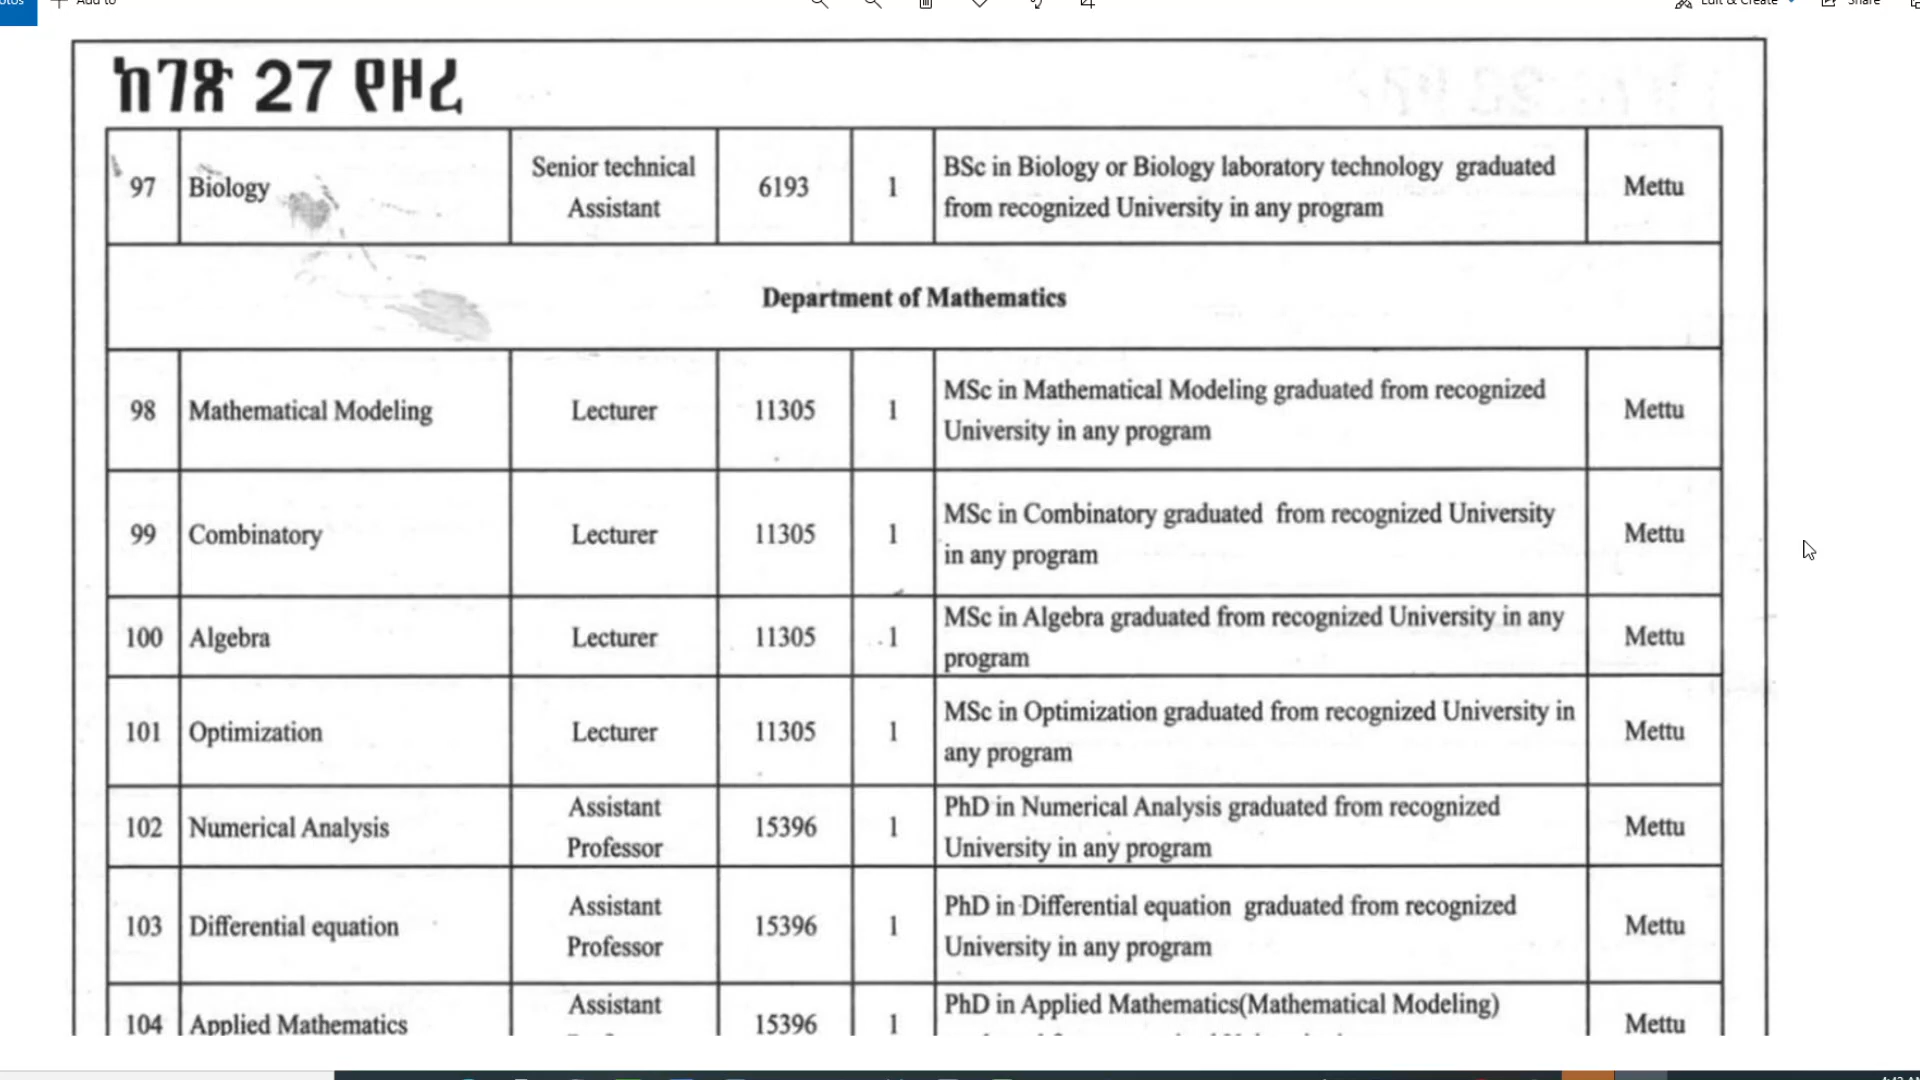 Add to
Edit & Create
Share
ከገጽ 27 የዞረ
97 Biology Senior technical Assistant 6193 1 BSc in Biology or Biology laboratory technology graduated from recognized University in any program Mettu
Department of Mathematics
98 Mathematical Modeling Lecturer 11305 1 MSc in Mathematical Modeling graduated from recognized University in any program Mettu
99 Combinatory Lecturer 11305 1 MSc in Combinatory graduated from recognized University in any program Mettu
100 Algebra Lecturer 11305 1 MSc in Algebra graduated from recognized University in any program Mettu
101 Optimization Lecturer 11305 1 MSc in Optimization graduated from recognized University in any program Mettu
102 Numerical Analysis Assistant Professor 15396 1 PhD in Numerical Analysis graduated from recognized University in any program Mettu
103 Differential equation Assistant Professor 15396 1 PhD in Differential equation graduated from recognized University in any program Mettu
104 Applied Mathematics Assistant 15396 1 PhD in Applied Mathematics(Mathematical Modeling) Mettu